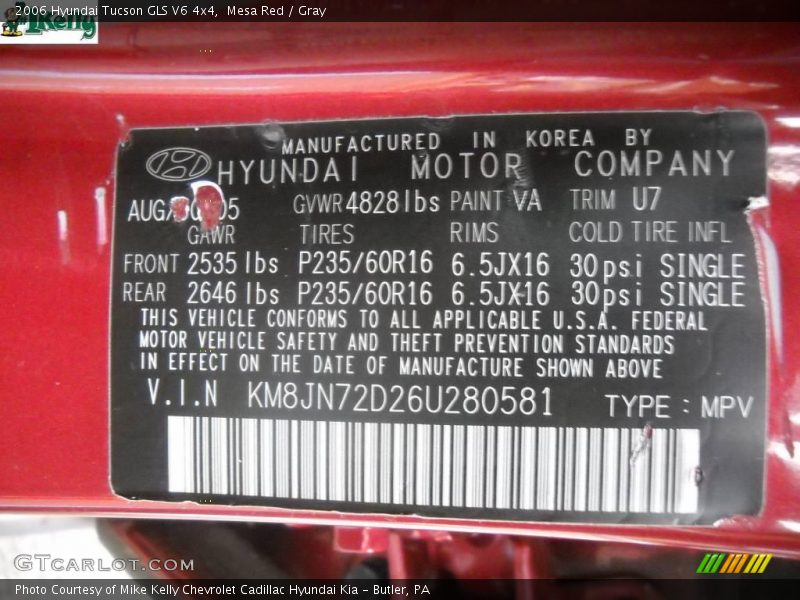 2006 Hyundai Tucson GLS V6 4x4, Mesa Red / Gray
Kelly
MANUFACTURED IN KOREA BY
HYUNDAI MOTOR COMPANY
GVWR 4828lbs PAINT VA TRIM U7
GAWR TIRES RIMS COLD TIRE INFL
FRONT 2535 lbs P235/60R16 6.5JX16 30psi SINGLE
REAR 2646 lbs P235/60R16 6.5JX16 30psi SINGLE
THIS VEHICLE CONFORMS TO ALL APPLICABLE U.S.A. FEDERAL
MOTOR VEHICLE SAFETY AND THEFT PREVENTION STANDARDS
IN EFFECT ON THE DATE OF MANUFACTURE SHOWN ABOVE
V.I.N KM8JN72D26U280581 TYPE : MPV
GTCARLOT.COM
Photo Courtesy of Mike Kelly Chevrolet Cadillac Hyundai Kia - Butler, PA